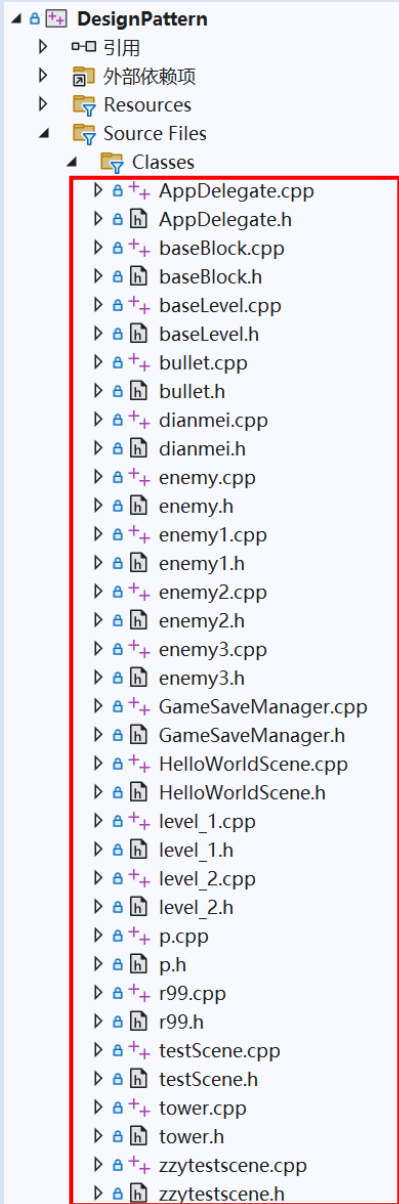 DesignPattern
引用
外部依赖项
Resources
Source Files
Classes
AppDelegate.cpp
AppDelegate.h
baseBlock.cpp
baseBlock.h
baseLevel.cpp
baseLevel.h
bullet.cpp
bullet.h
dianmei.cpp
dianmei.h
enemy.cpp
enemy.h
enemy1.cpp
enemy1.h
enemy2.cpp
enemy2.h
enemy3.cpp
enemy3.h
GameSaveManager.cpp
GameSaveManager.h
HelloWorldScene.cpp
HelloWorldScene.h
level_1.cpp
level_1.h
level_2.cpp
level_2.h
p.cpp
p.h
r99.cpp
r99.h
testScene.cpp
testScene.h
tower.cpp
tower.h
zzytestscene.cpp
zzytestscene.h